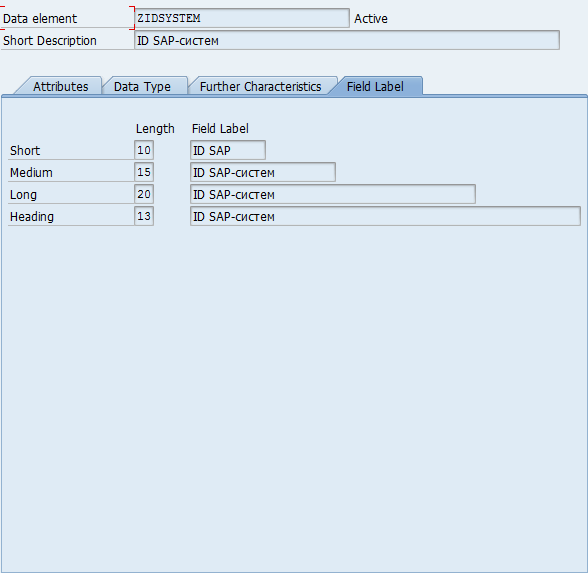 Data element ZIDSYSTEM Active
Short Description ID SAP-систем
Attributes Data Type Further Characteristics Field Label
Length Field Label
Short 10 ID SAP
Medium 15 ID SAP-систем
Long 20 ID SAP-систем
Heading 13 ID SAP-систем